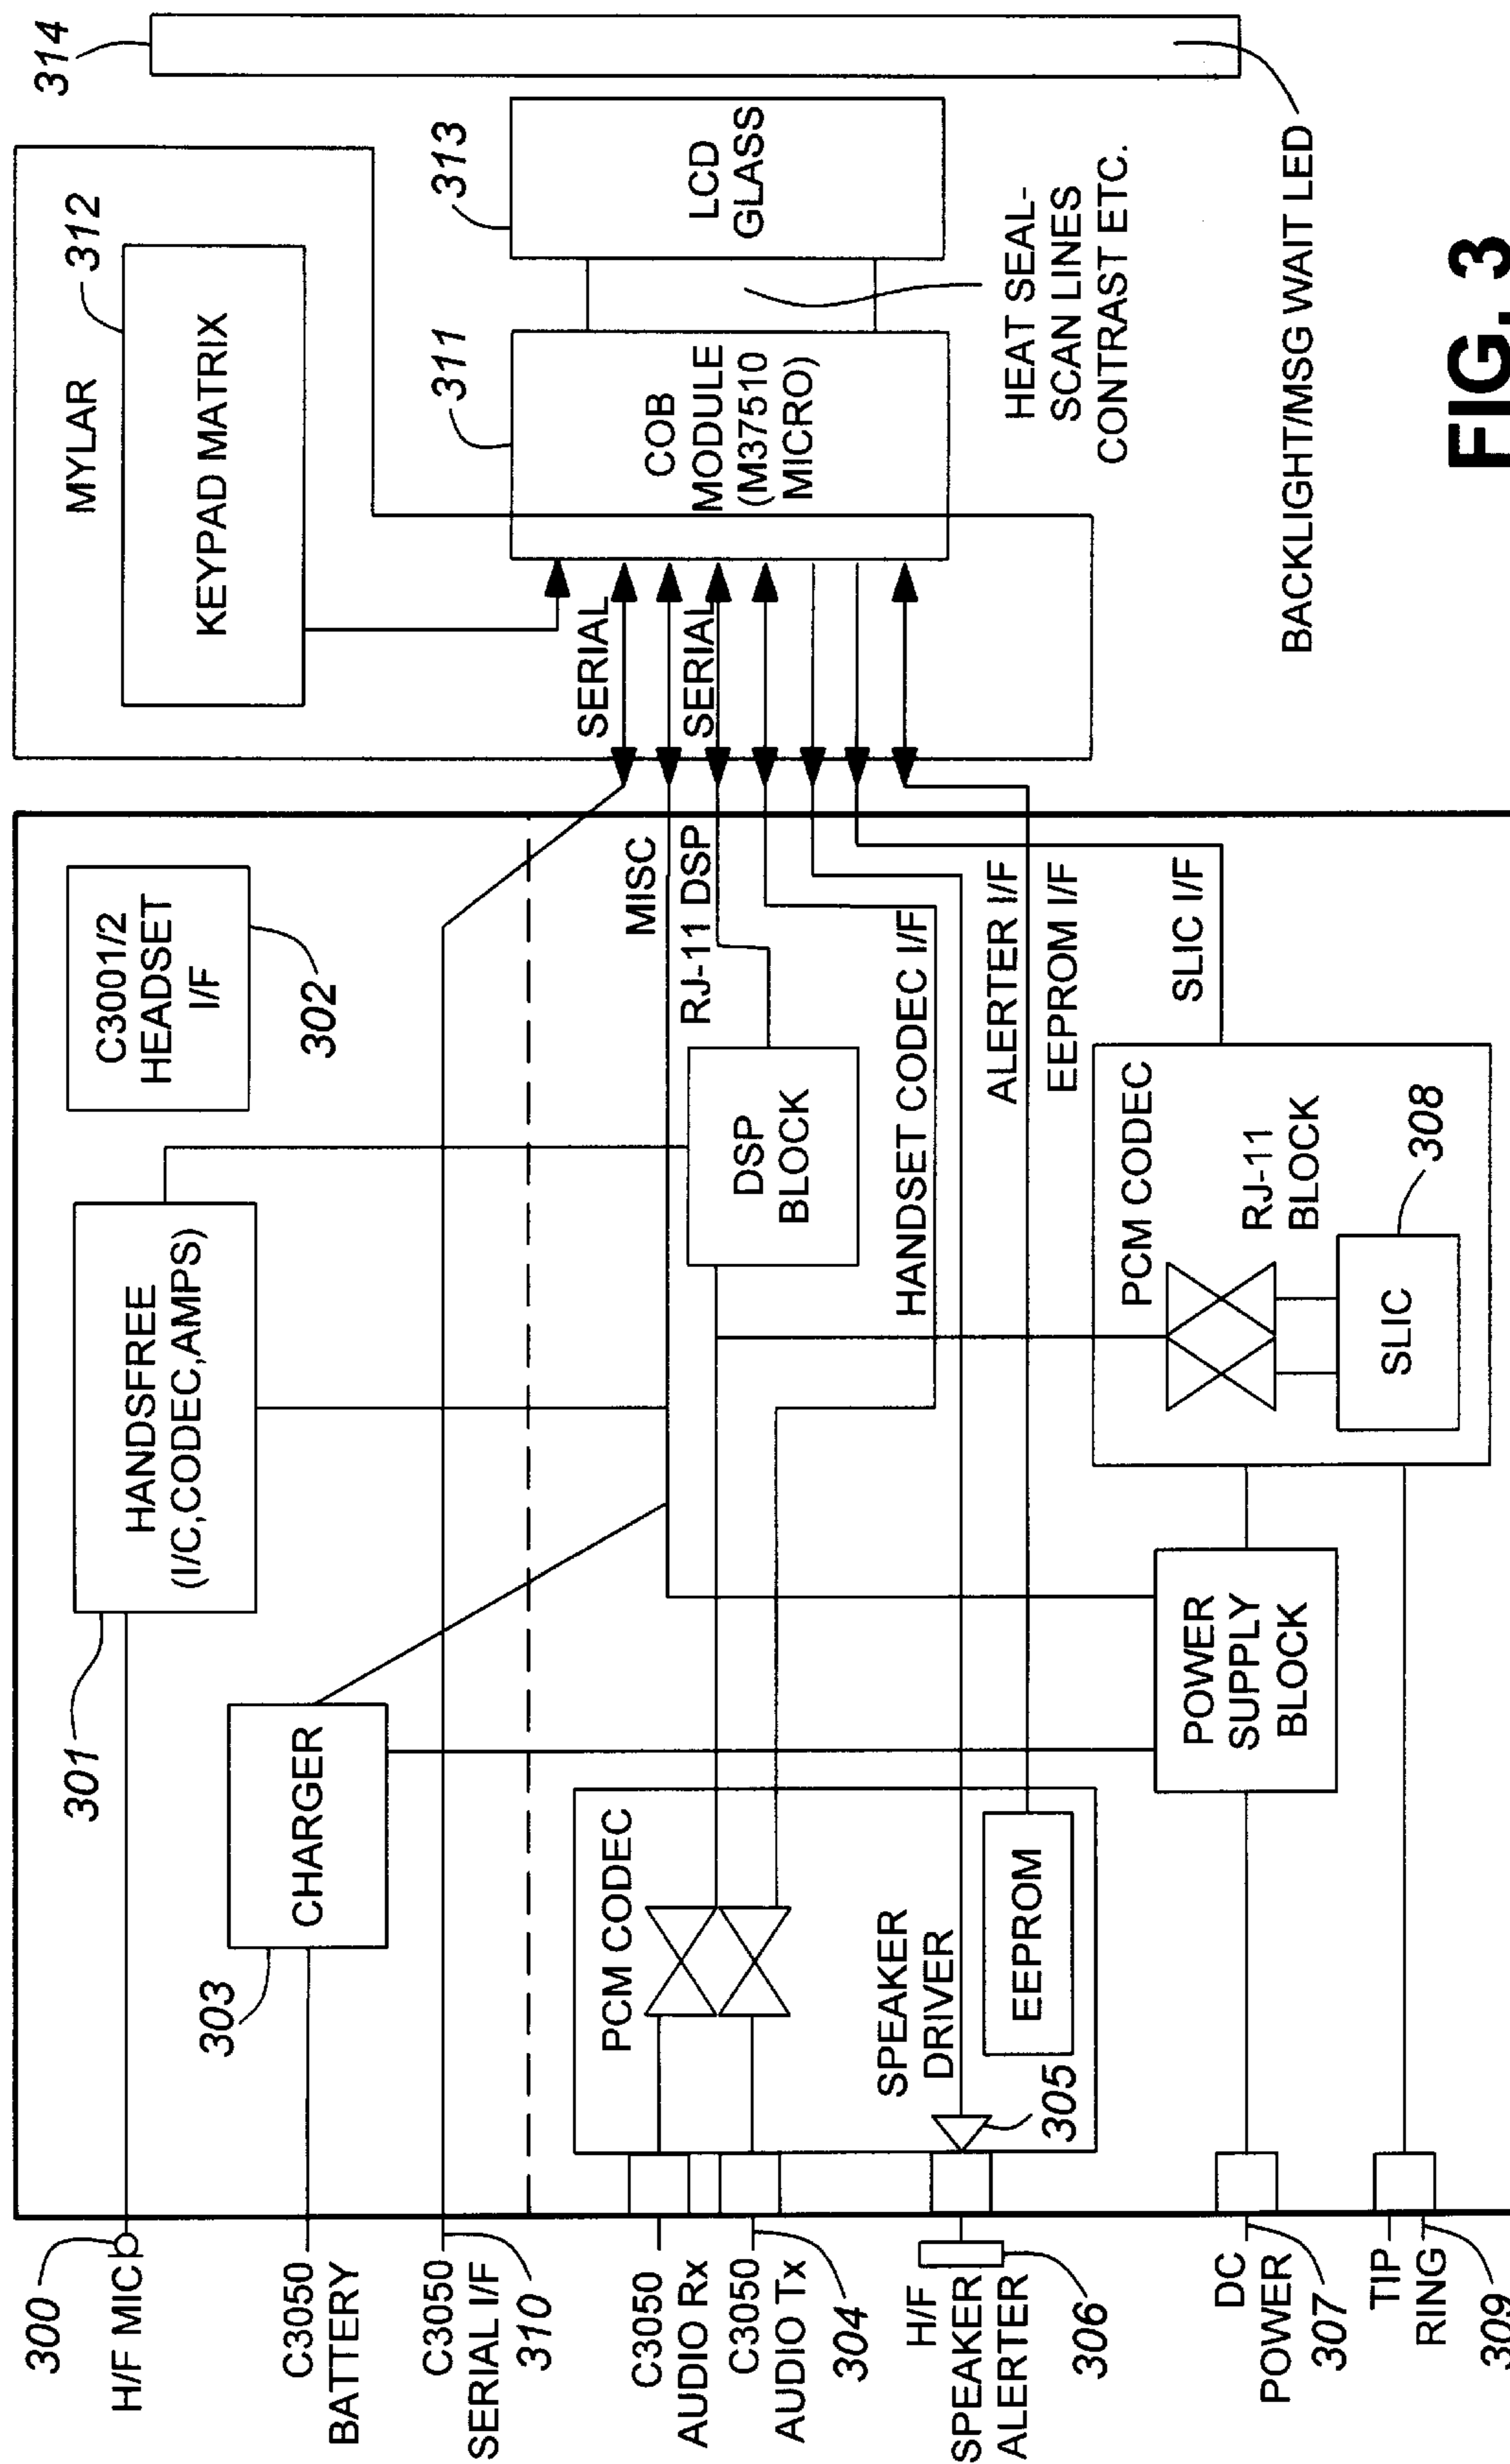 300
H/F MIC
C3050
BATTERY
C3050
SERIAL I/F
310
C3050
AUDIO Rx
C3050
AUDIO Tx
304
H/F
SPEAKER
ALERTER
306
DC
POWER
307
TIP
RING
309
301
HANDSFREE
(I/C,CODEC,AMPS)
C3001/2
HEADSET
I/F
302
303
CHARGER
PCM CODEC
SPEAKER
DRIVER
305
EEPROM
MISC
RJ-11 DSP
DSP
BLOCK
HANDSET CODEC I/F
ALERTER I/F
EEPROM I/F
SLIC I/F
POWER
SUPPLY
BLOCK
PCM CODEC
RJ-11
BLOCK
308
SLIC
MYLAR
312
KEYPAD MATRIX
SERIAL
SERIAL
311
COB
MODULE
(M37510
MICRO)
313
LCD
GLASS
314
HEAT SEAL-
SCAN LINES
CONTRAST ETC.
BACKLIGHT/MSG WAIT LED
FIG. 3